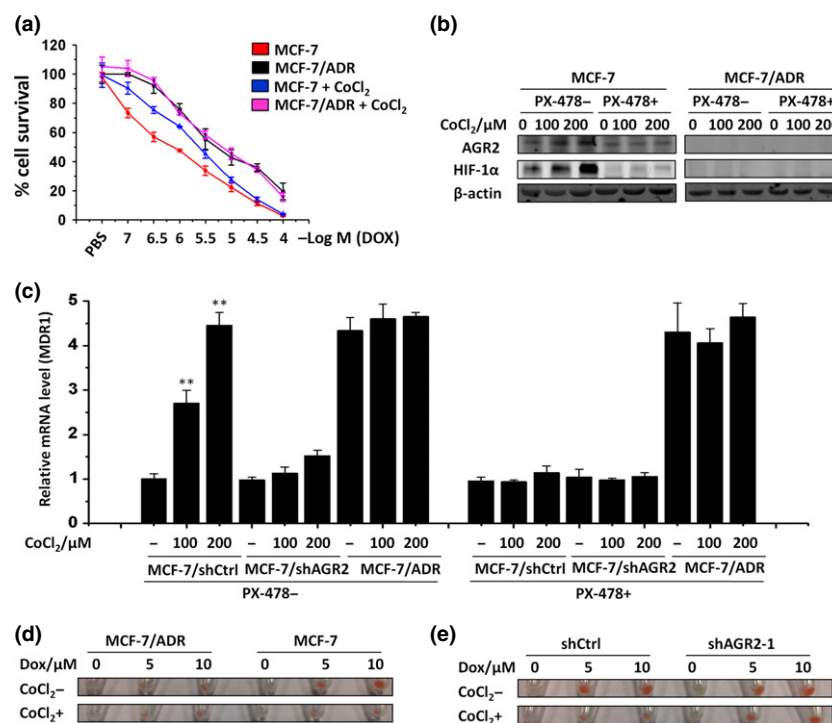 (a)
% cell survival
140
120
100
80
60
40
20
0
PBS 7 6.5 6 5.5 5 4.5 4 –Log M (DOX)
MCF-7
MCF-7/ADR
MCF-7 + CoCl₂
MCF-7/ADR + CoCl₂
(b)
MCF-7 MCF-7/ADR
PX-478– PX-478+ PX-478– PX-478+
CoCl₂/µM 0 100 200 0 100 200 0 100 200 0 100 200
AGR2
HIF-1α
β-actin
(c)
Relative mRNA level (MDR1)
5
4
3
2
1
0
** **
CoCl₂/µM – 100 200 – 100 200 – 100 200 – 100 200 – 100 200 – 100 200
MCF-7/shCtrl MCF-7/shAGR2 MCF-7/ADR MCF-7/shCtrl MCF-7/shAGR2 MCF-7/ADR
PX-478– PX-478+
(d)
MCF-7/ADR MCF-7
Dox/µM 0 5 10 0 5 10
CoCl₂–
CoCl₂+
(e)
shCtrl shAGR2-1
Dox/µM 0 5 10 0 5 10
CoCl₂–
CoCl₂+